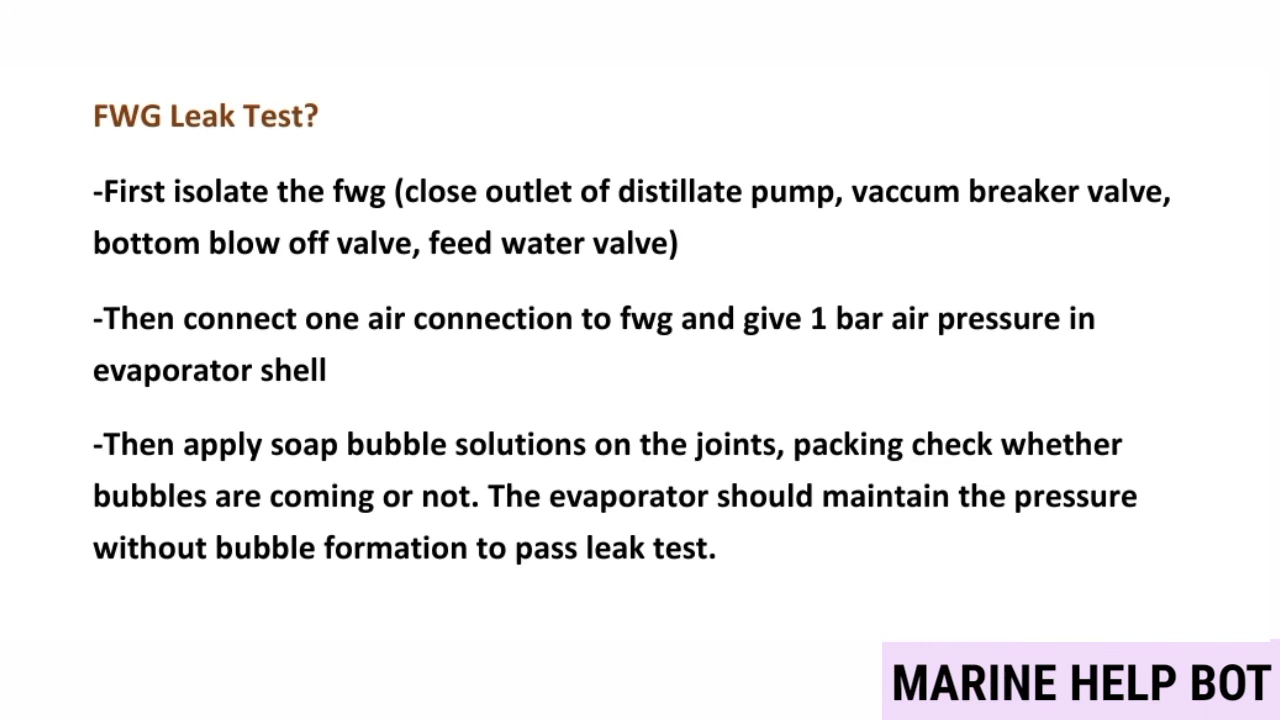 FWG Leak Test?
-First isolate the fwg (close outlet of distillate pump, vaccum breaker valve,
bottom blow off valve, feed water valve)
-Then connect one air connection to fwg and give 1 bar air pressure in
evaporator shell
-Then apply soap bubble solutions on the joints, packing check whether
bubbles are coming or not. The evaporator should maintain the pressure
without bubble formation to pass leak test.
MARINE HELP BOT